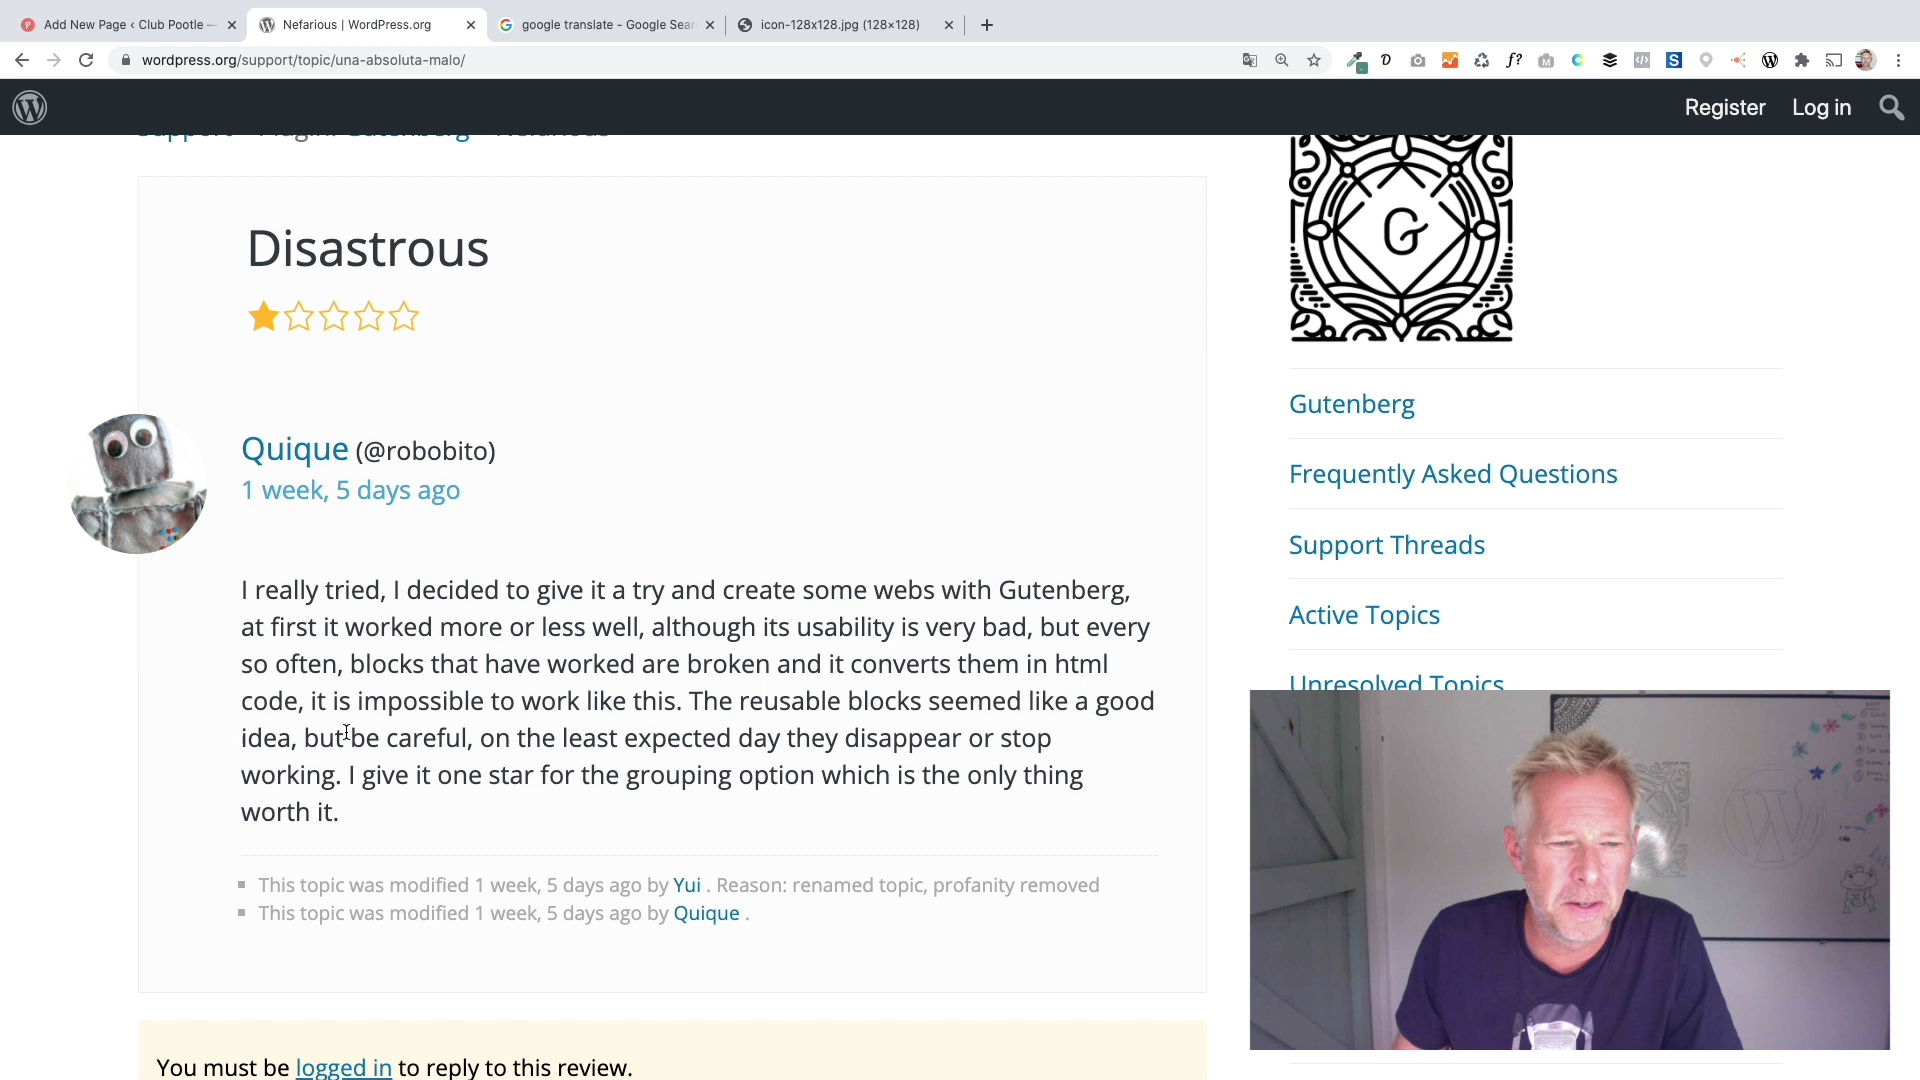 Add New Page ‹ Club Pootle —
Nefarious | WordPress.org
google translate - Google Sear
icon-128x128.jpg (128×128)
wordpress.org/support/topic/una-absoluta-malo/
Register
Log in
Disastrous
Quique (@robobito)
1 week, 5 days ago
I really tried, I decided to give it a try and create some webs with Gutenberg,
at first it worked more or less well, although its usability is very bad, but every
so often, blocks that have worked are broken and it converts them in html
code, it is impossible to work like this. The reusable blocks seemed like a good
idea, but be careful, on the least expected day they disappear or stop
working. I give it one star for the grouping option which is the only thing
worth it.
This topic was modified 1 week, 5 days ago by Yui . Reason: renamed topic, profanity removed
This topic was modified 1 week, 5 days ago by Quique .
You must be logged in to reply to this review.
G
Gutenberg
Frequently Asked Questions
Support Threads
Active Topics
Unresolved Topics